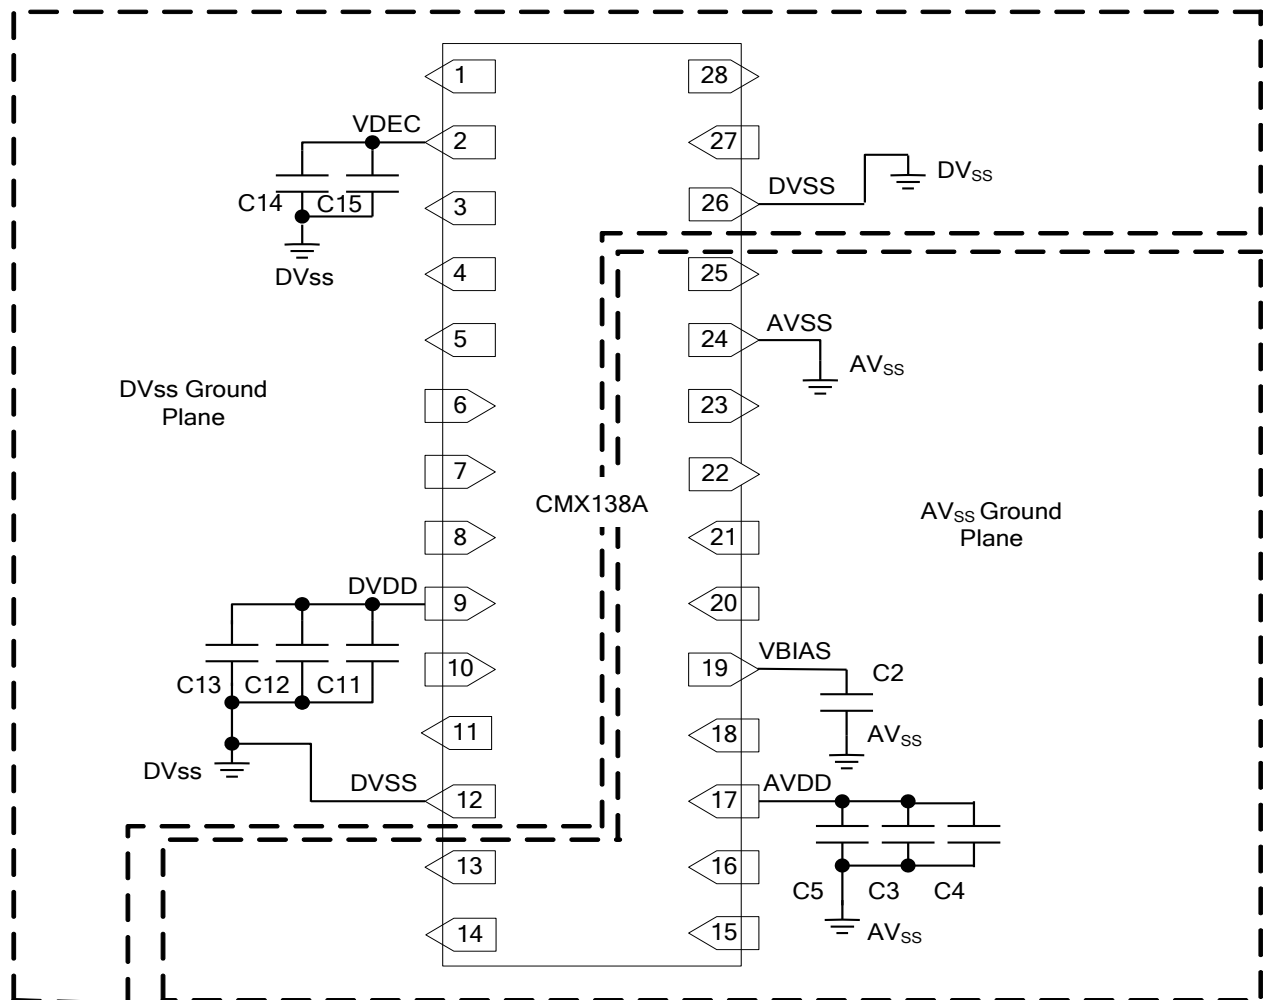 1
28
VDEC
2
27
C14
C15
3
DVSS
26
DVSS
DVss
4
25
5
AVSS
24
AVSS
DVss Ground
Plane
6
23
7
22
CMX138A
AVSS Ground
Plane
8
21
DVDD
9
20
C13
C12
C11
10
VBIAS
19
C2
11
18
AVSS
DVss
DVSS
12
AVDD
17
13
16
C5
C3
C4
14
15
AVSS